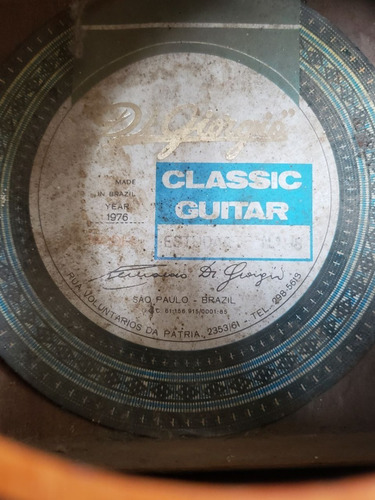 Di Giorgio
MADE
IN BRAZIL
YEAR
1976
CLASSIC
GUITAR
Romeo Di Giorgio
SÃO PAULO - BRAZIL
RUA VOLUNTARIOS DA PATRIA, 2353/61 - TEL. 298-5619